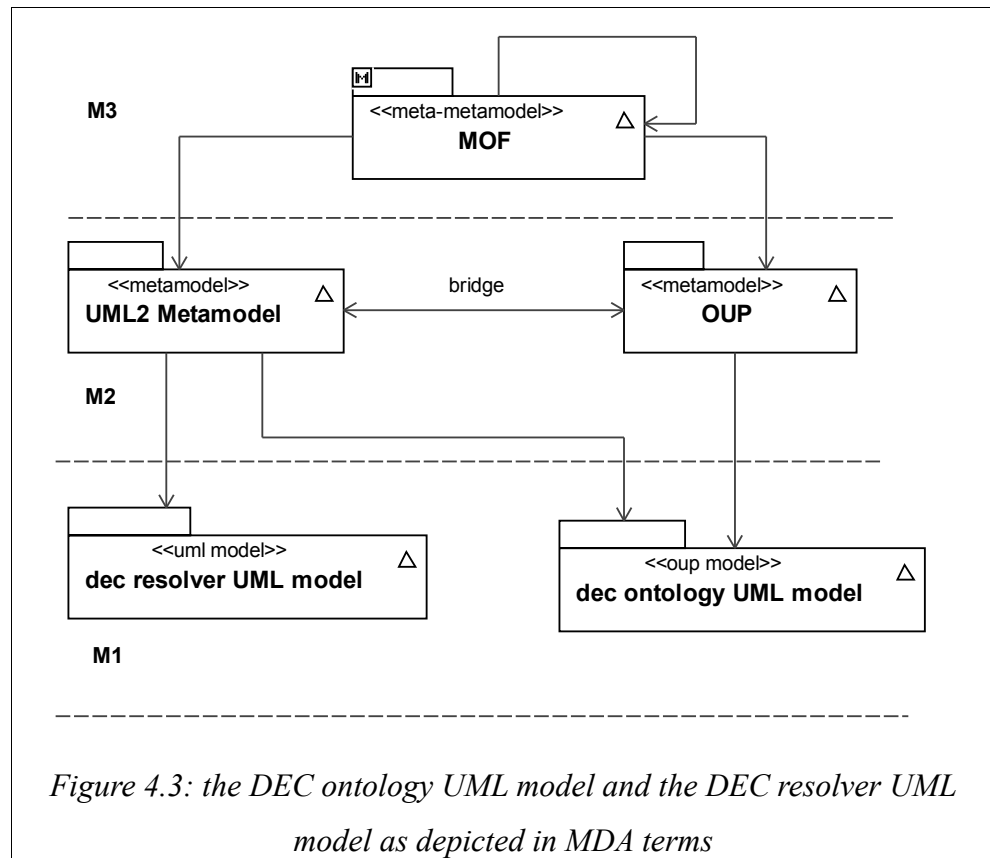 M3
<<meta-metamodel>>
MOF
<<metamodel>>
UML2 Metamodel
bridge
<<metamodel>>
OUP
M2
<<uml model>>
dec resolver UML model
<<oup model>>
dec ontology UML model
M1
Figure 4.3: the DEC ontology UML model and the DEC resolver UML
model as depicted in MDA terms